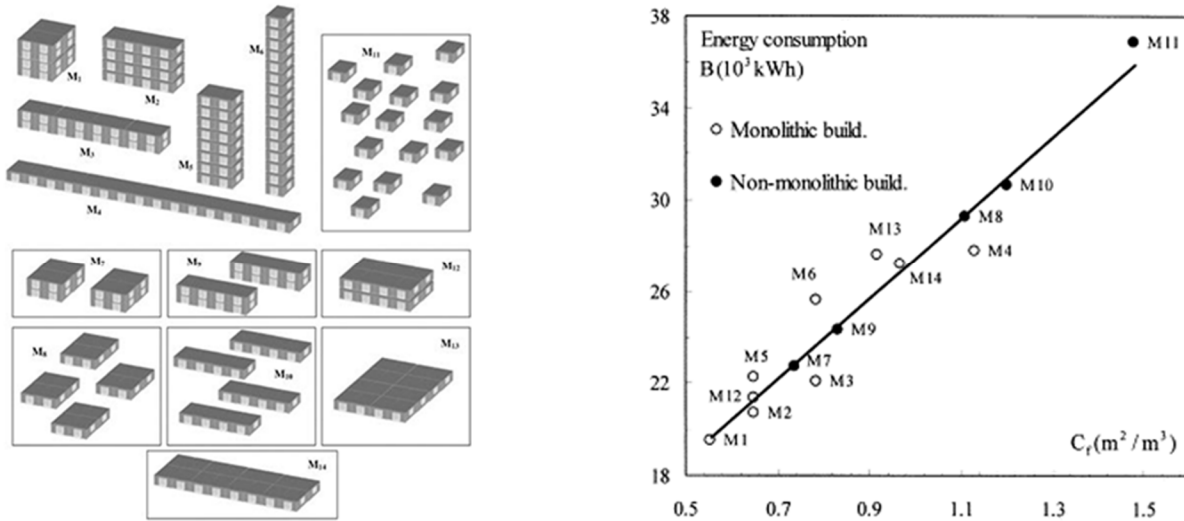 M₁
M₂
M₃
M₄
M₅
M₆
M₁₁
M₇
M₉
M₁₂
M₈
M₁₀
M₁₃
M₁₄
38
34
30
26
22
18
Energy consumption
B (10³ kWh)
Monolithic build.
Non-monolithic build.
M11
M10
M8
M13
M4
M14
M6
M9
M5
M7
M3
M12
M2
M1
C_f (m² / m³)
0.5
0.7
0.9
1.1
1.3
1.5